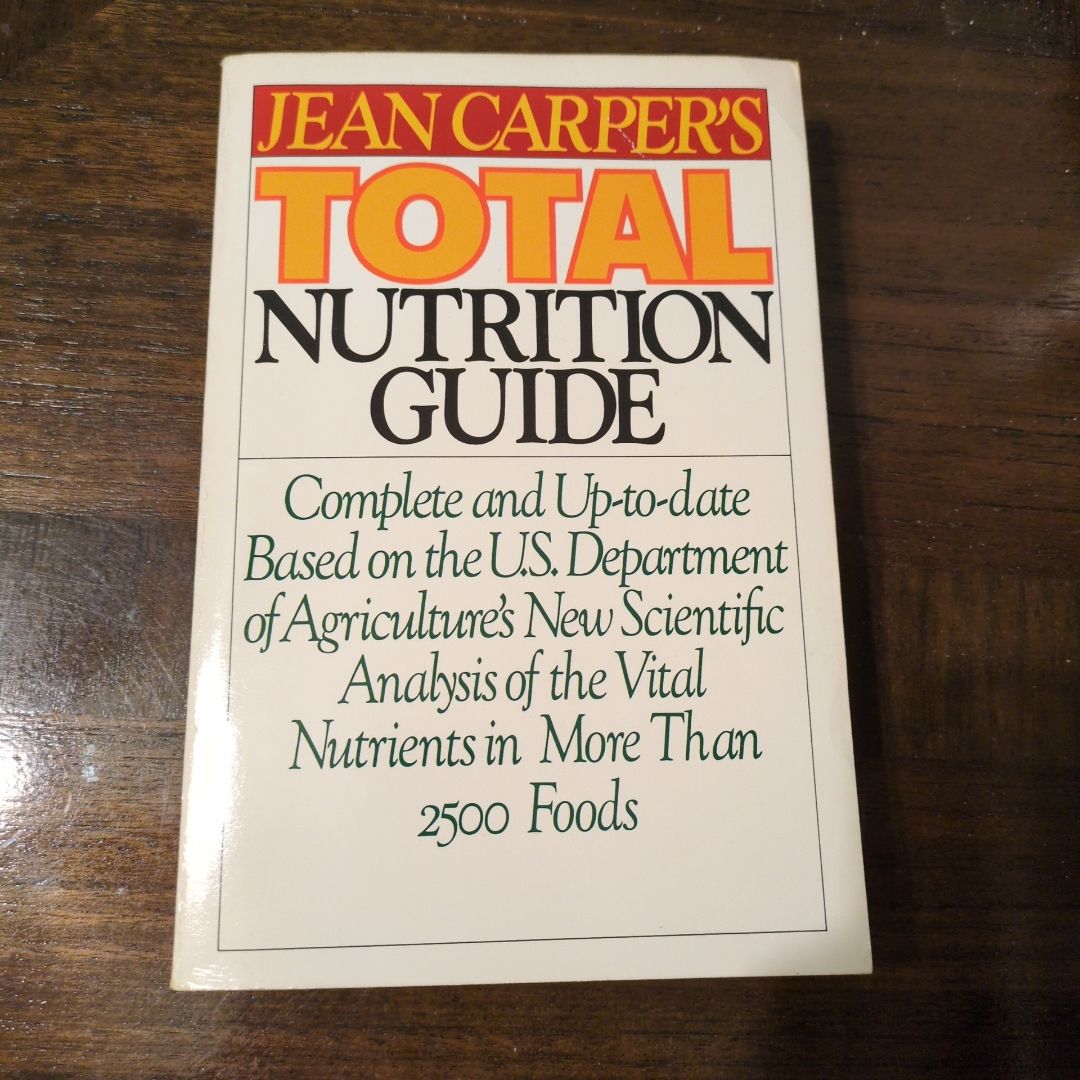 JEAN CARPER'S
TOTAL
NUTRITION
GUIDE
Complete and Up-to-date
Based on the U.S. Department
of Agriculture's New Scientific
Analysis of the Vital
Nutrients in More Than
2500 Foods